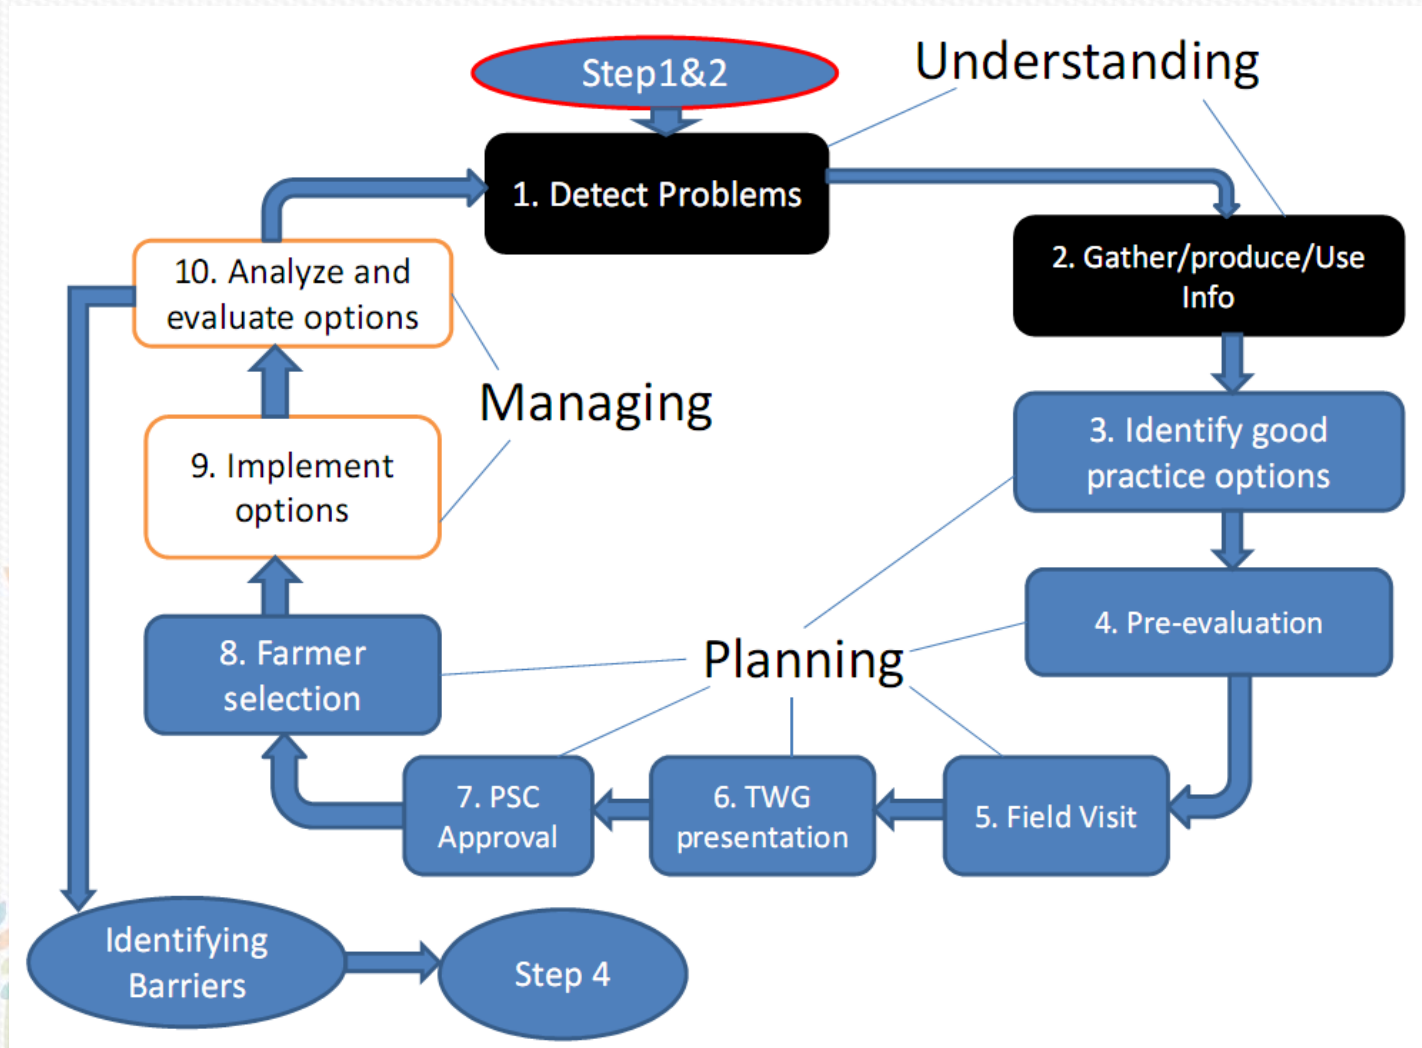 Step1&2
Understanding
1. Detect Problems
2. Gather/produce/Use
Info
3. Identify good
practice options
4. Pre-evaluation
5. Field Visit
6. TWG
presentation
7. PSC
Approval
8. Farmer
selection
9. Implement
options
10. Analyze and
evaluate options
Managing
Planning
Identifying
Barriers
Step 4